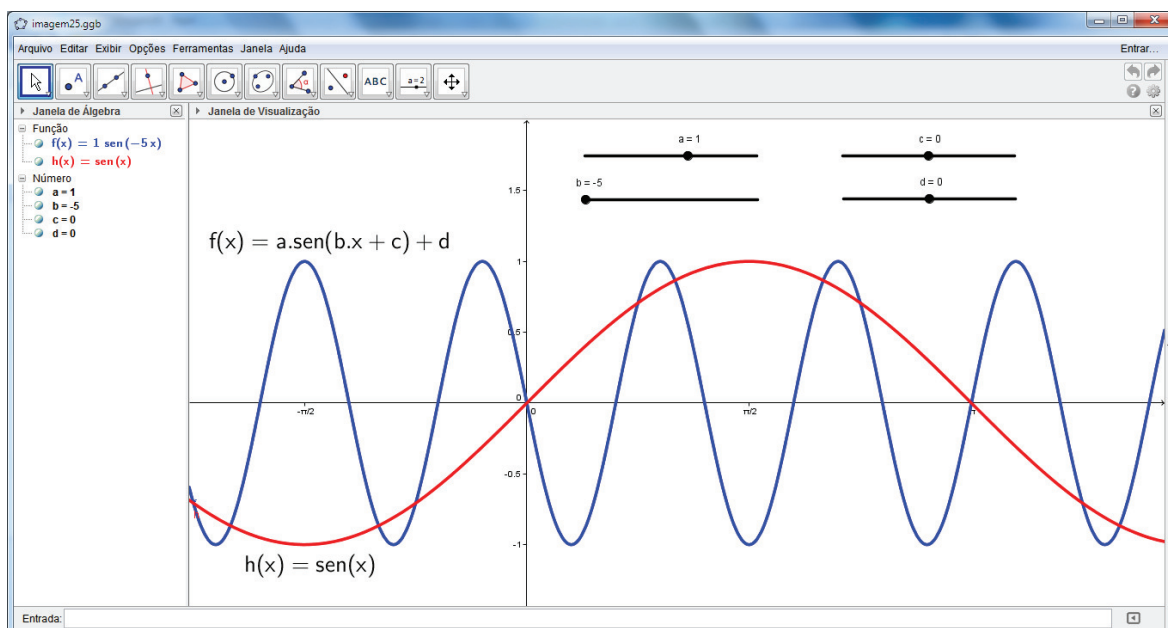 imagem25.ggb
Arquivo Editar Exibir Opções Ferramentas Janela Ajuda
Entrar...
A
α
ABC
a=2
Janela de Álgebra
Janela de Visualização
Função
f(x) = 1 sen(−5 x)
h(x) = sen(x)
Número
a = 1
b = -5
c = 0
d = 0
a = 1
c = 0
b = -5
d = 0
f(x) = a.sen(b.x + c) + d
h(x) = sen(x)
1.5
1
0.5
0
-0.5
-1
-π/2
0
π/2
π
Entrada: